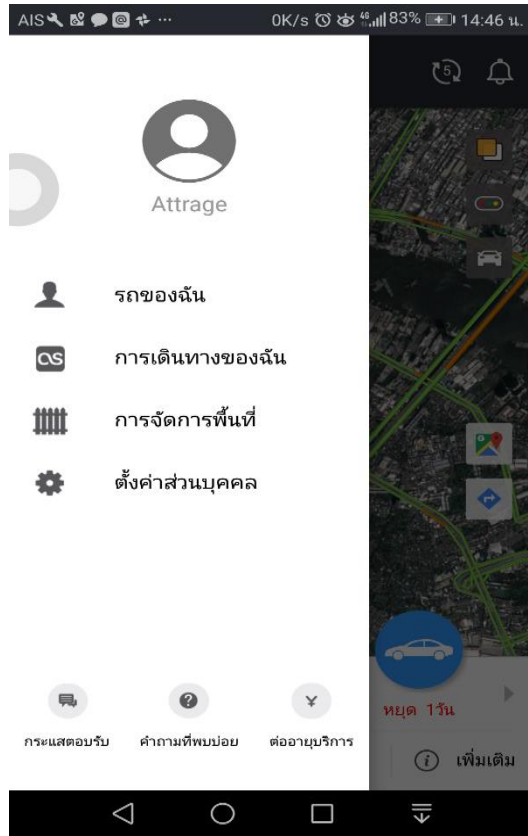 AIS ... 0K/s 4G 83% 14:46 น.
5
Attrage
รถของฉัน
การเดินทางของฉัน
การจัดการพื้นที่
ตั้งค่าส่วนบุคคล
กระแสตอบรับ
คำถามที่พบบ่อย
ต่ออายุบริการ
หยุด 1วัน
เพิ่มเติม